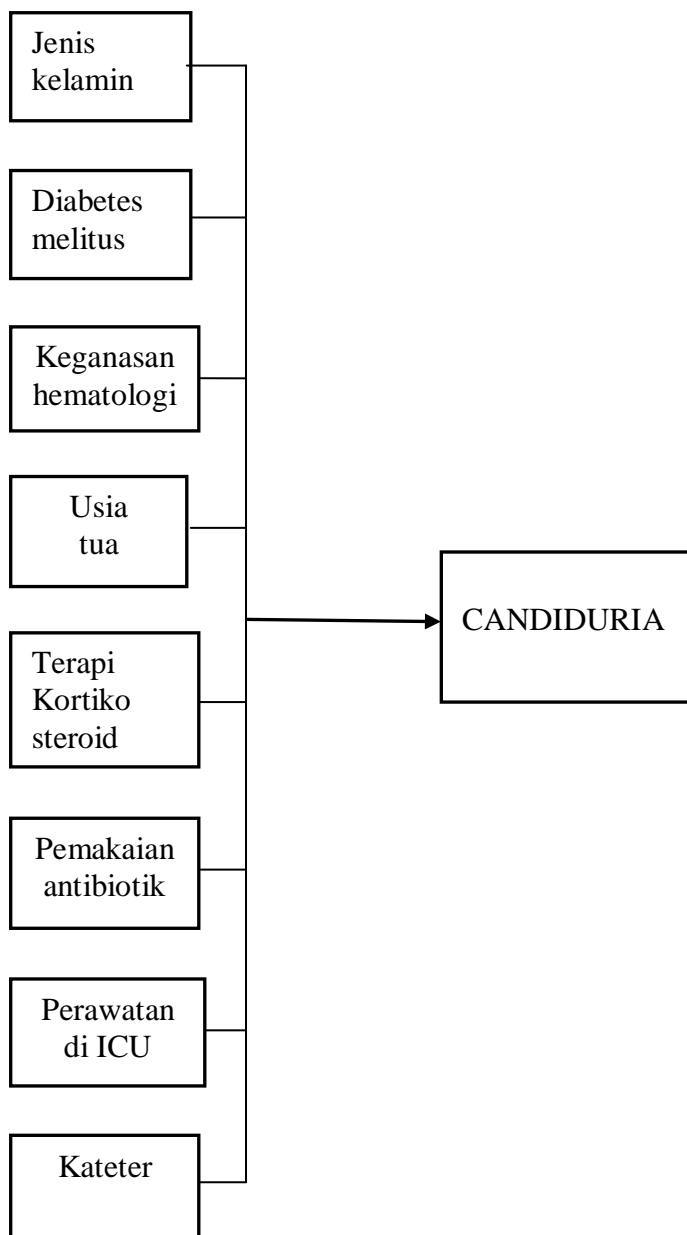 Jenis
kelamin
Diabetes
melitus
Keganasan
hematologi
Usia
tua
CANDIDURIA
Terapi
Kortiko
steroid
Pemakaian
antibiotik
Perawatan
di ICU
Kateter